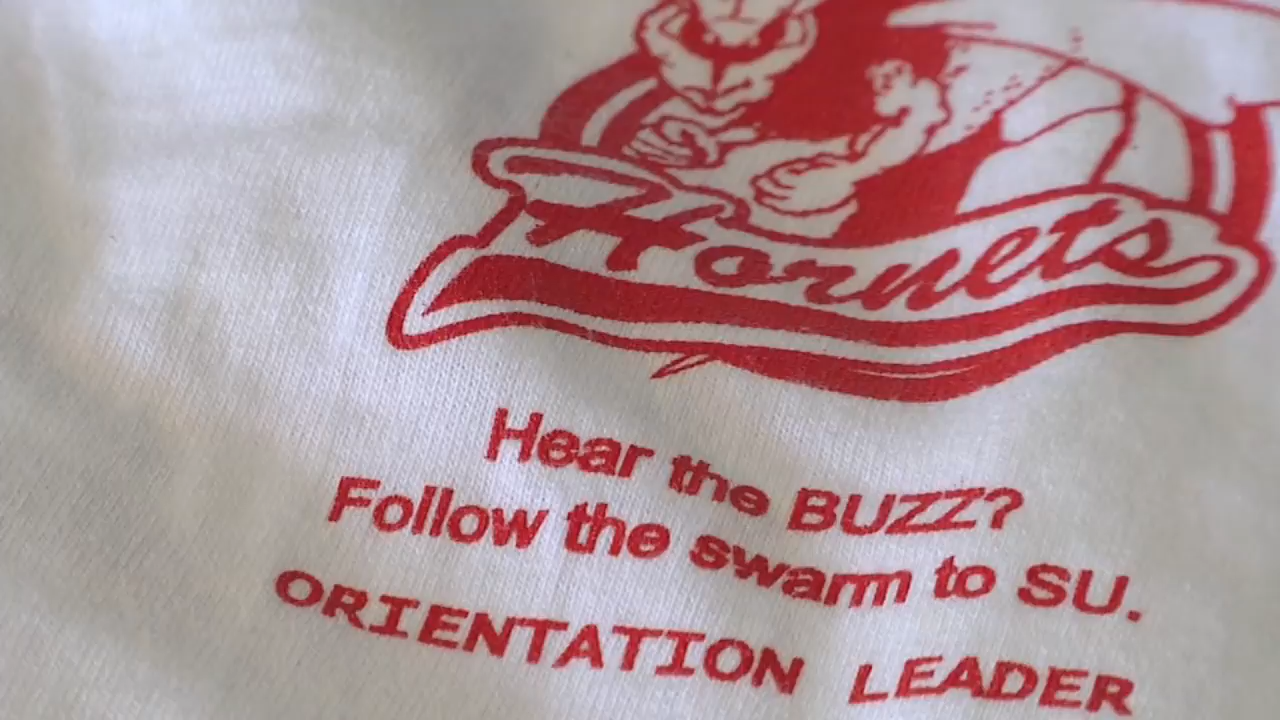 Hornets
Hear the BUZZ?
Follow the swarm to SU.
ORIENTATION LEADER